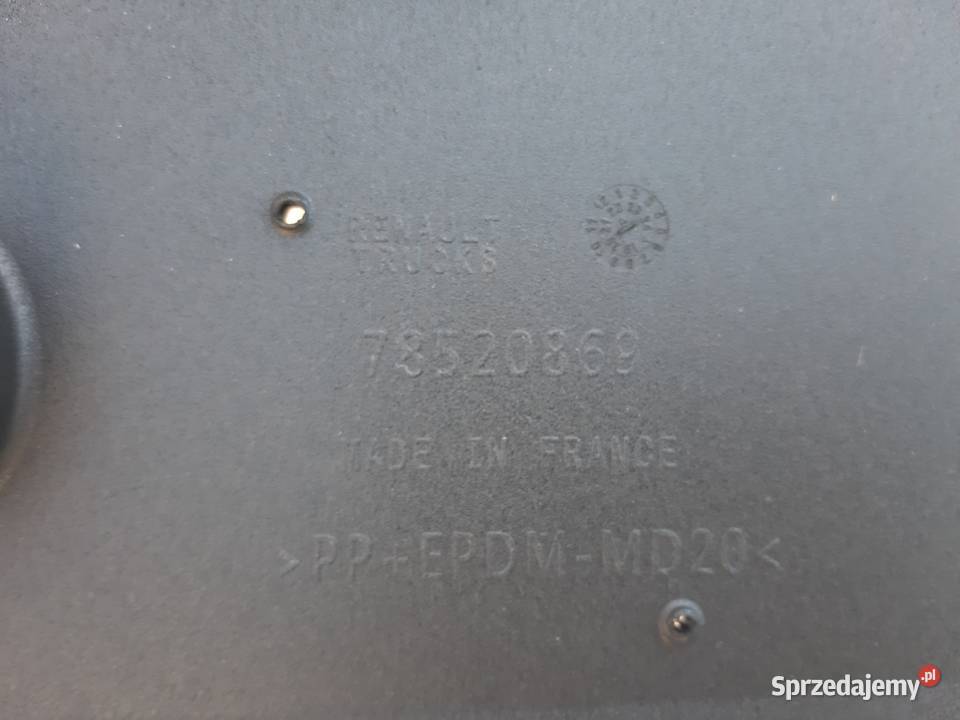 RENAULT
TRUCKS
78520869
MADE IN FRANCE
>PP+EPDM-MD20<
Sprzedajemy.pl